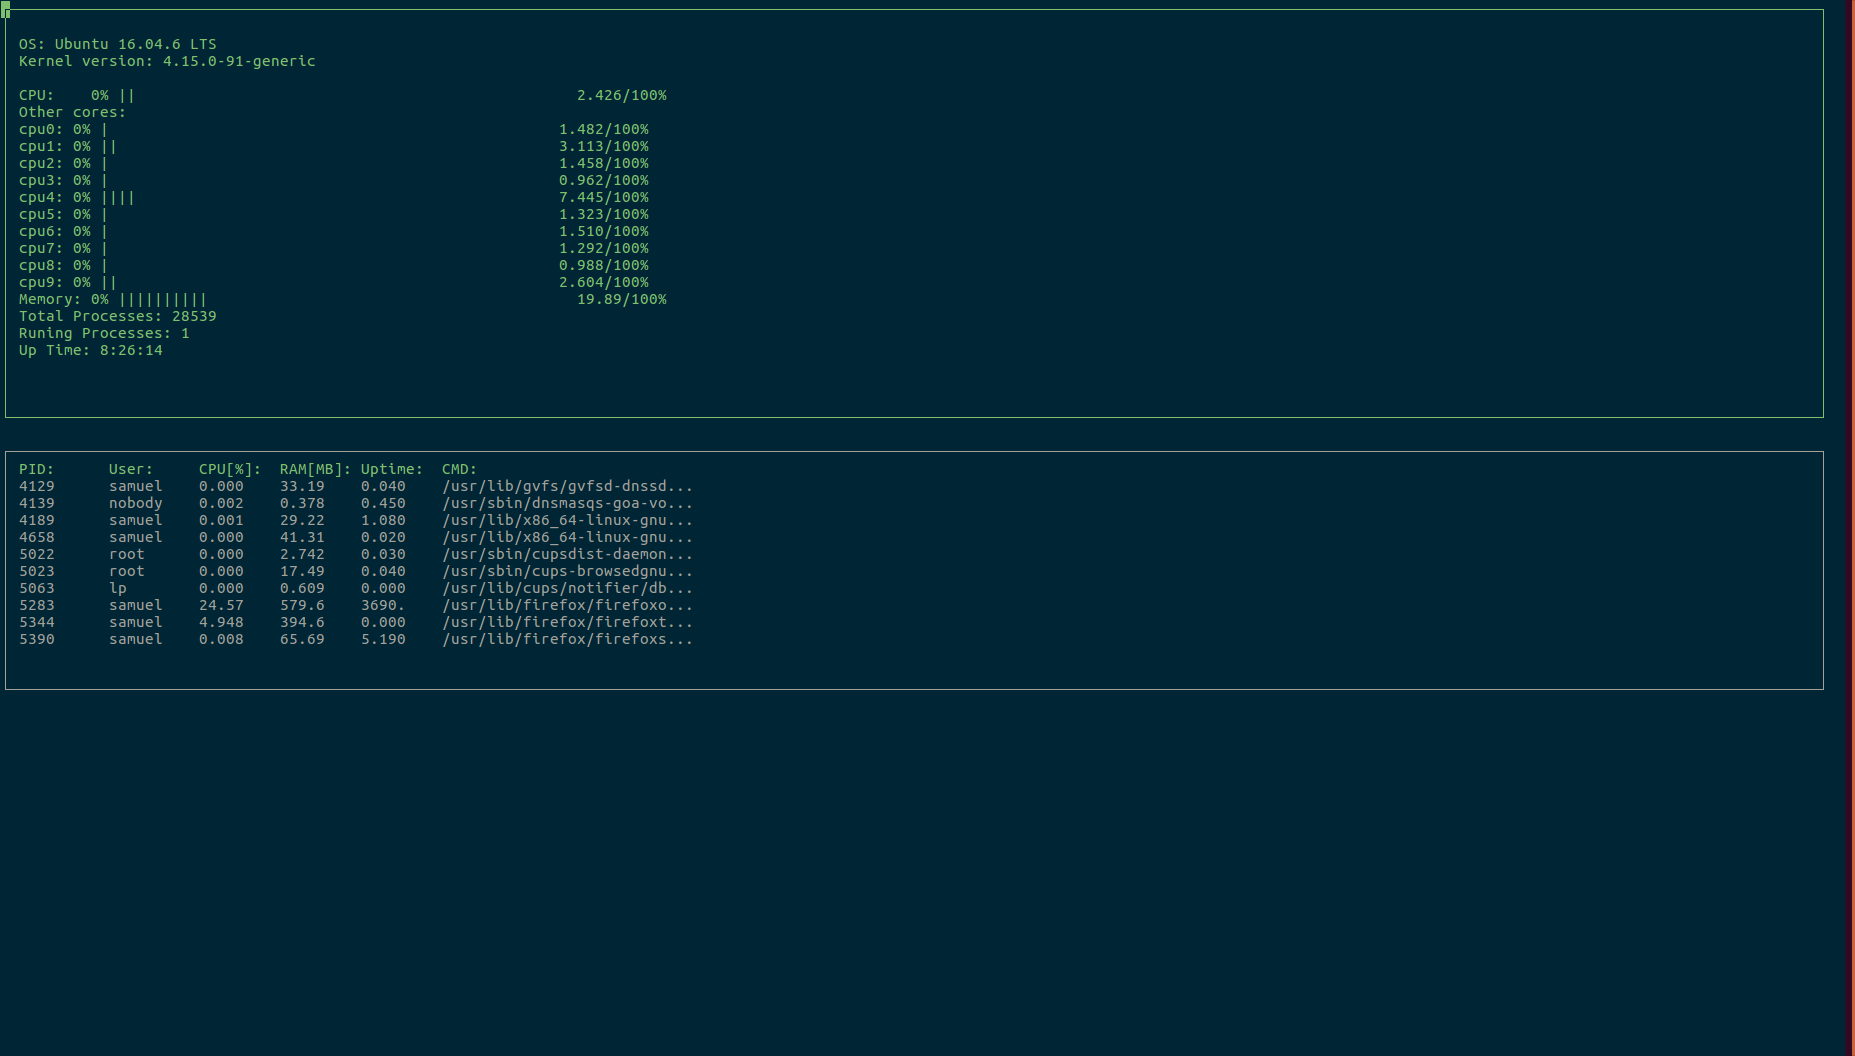 OS: Ubuntu 16.04.6 LTS
Kernel version: 4.15.0-91-generic
CPU:    0% ||                                                 2.426/100%
Other cores:
cpu0: 0% |                                                  1.482/100%
cpu1: 0% ||                                                 3.113/100%
cpu2: 0% |                                                  1.458/100%
cpu3: 0% |                                                  0.962/100%
cpu4: 0% ||||                                               7.445/100%
cpu5: 0% |                                                  1.323/100%
cpu6: 0% |                                                  1.510/100%
cpu7: 0% |                                                  1.292/100%
cpu8: 0% |                                                  0.988/100%
cpu9: 0% ||                                                 2.604/100%
Memory: 0% ||||||||||                                         19.89/100%
Total Processes: 28539
Runing Processes: 1
Up Time: 8:26:14
PID:      User:     CPU[%]:  RAM[MB]: Uptime:  CMD:
4129      samuel    0.000    33.19    0.040    /usr/lib/gvfs/gvfsd-dnssd...
4139      nobody    0.002    0.378    0.450    /usr/sbin/dnsmasqs-goa-vo...
4189      samuel    0.001    29.22    1.080    /usr/lib/x86_64-linux-gnu...
4658      samuel    0.000    41.31    0.020    /usr/lib/x86_64-linux-gnu...
5022      root      0.000    2.742    0.030    /usr/sbin/cupsdist-daemon...
5023      root      0.000    17.49    0.040    /usr/sbin/cups-browsedgnu...
5063      lp        0.000    0.609    0.000    /usr/lib/cups/notifier/db...
5283      samuel    24.57    579.6    3690.    /usr/lib/firefox/firefoxo...
5344      samuel    4.948    394.6    0.000    /usr/lib/firefox/firefoxt...
5390      samuel    0.008    65.69    5.190    /usr/lib/firefox/firefoxs...